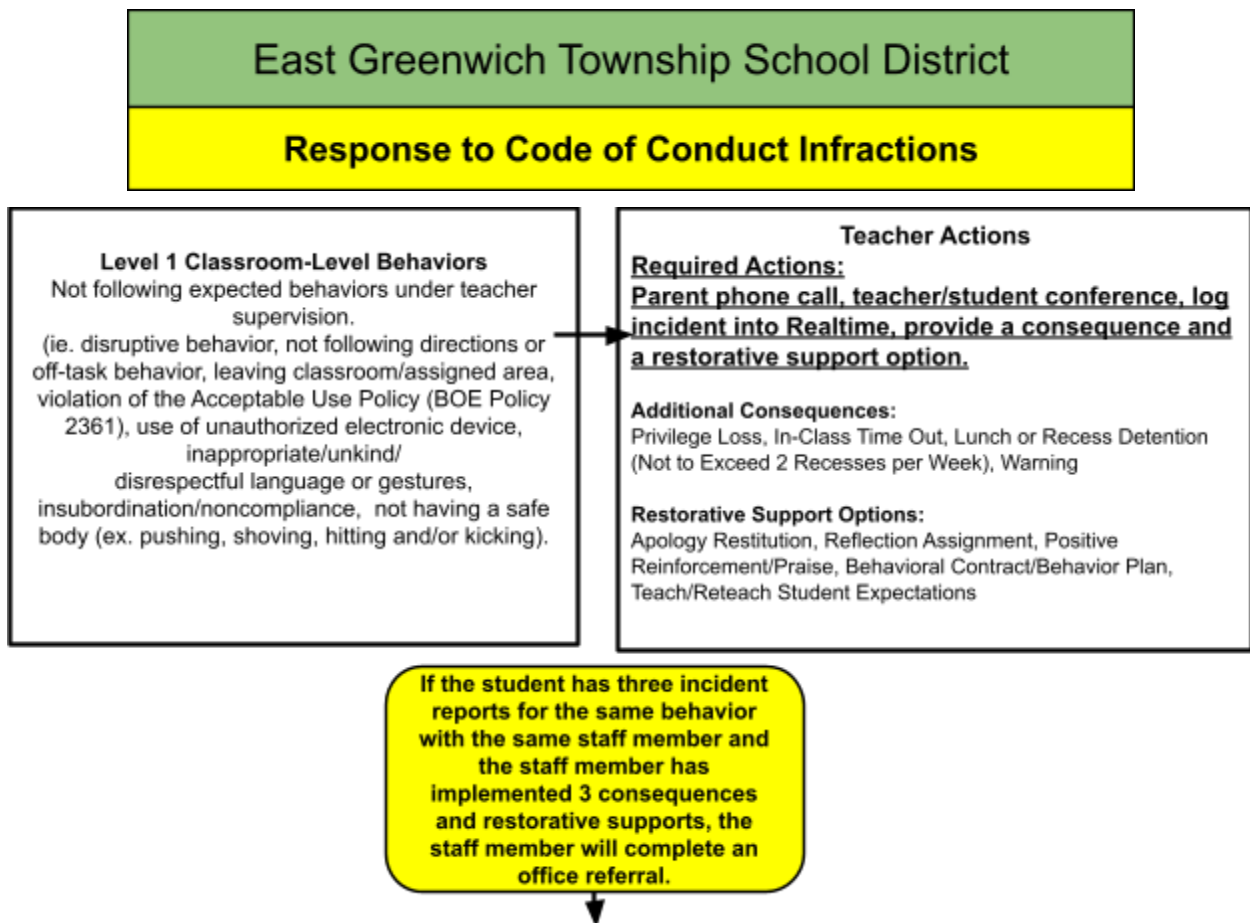 East Greenwich Township School District
Response to Code of Conduct Infractions
Level 1 Classroom-Level Behaviors
Not following expected behaviors under teacher
supervision.
(ie. disruptive behavior, not following directions or
off-task behavior, leaving classroom/assigned area,
violation of the Acceptable Use Policy (BOE Policy
2361), use of unauthorized electronic device,
inappropriate/unkind/
disrespectful language or gestures,
insubordination/noncompliance, not having a safe
body (ex. pushing, shoving, hitting and/or kicking).
Teacher Actions
Required Actions:
Parent phone call, teacher/student conference, log
incident into Realtime, provide a consequence and
a restorative support option.
Additional Consequences:
Privilege Loss, In-Class Time Out, Lunch or Recess Detention
(Not to Exceed 2 Recesses per Week), Warning
Restorative Support Options:
Apology Restitution, Reflection Assignment, Positive
Reinforcement/Praise, Behavioral Contract/Behavior Plan,
Teach/Reteach Student Expectations
If the student has three incident
reports for the same behavior
with the same staff member and
the staff member has
implemented 3 consequences
and restorative supports, the
staff member will complete an
office referral.